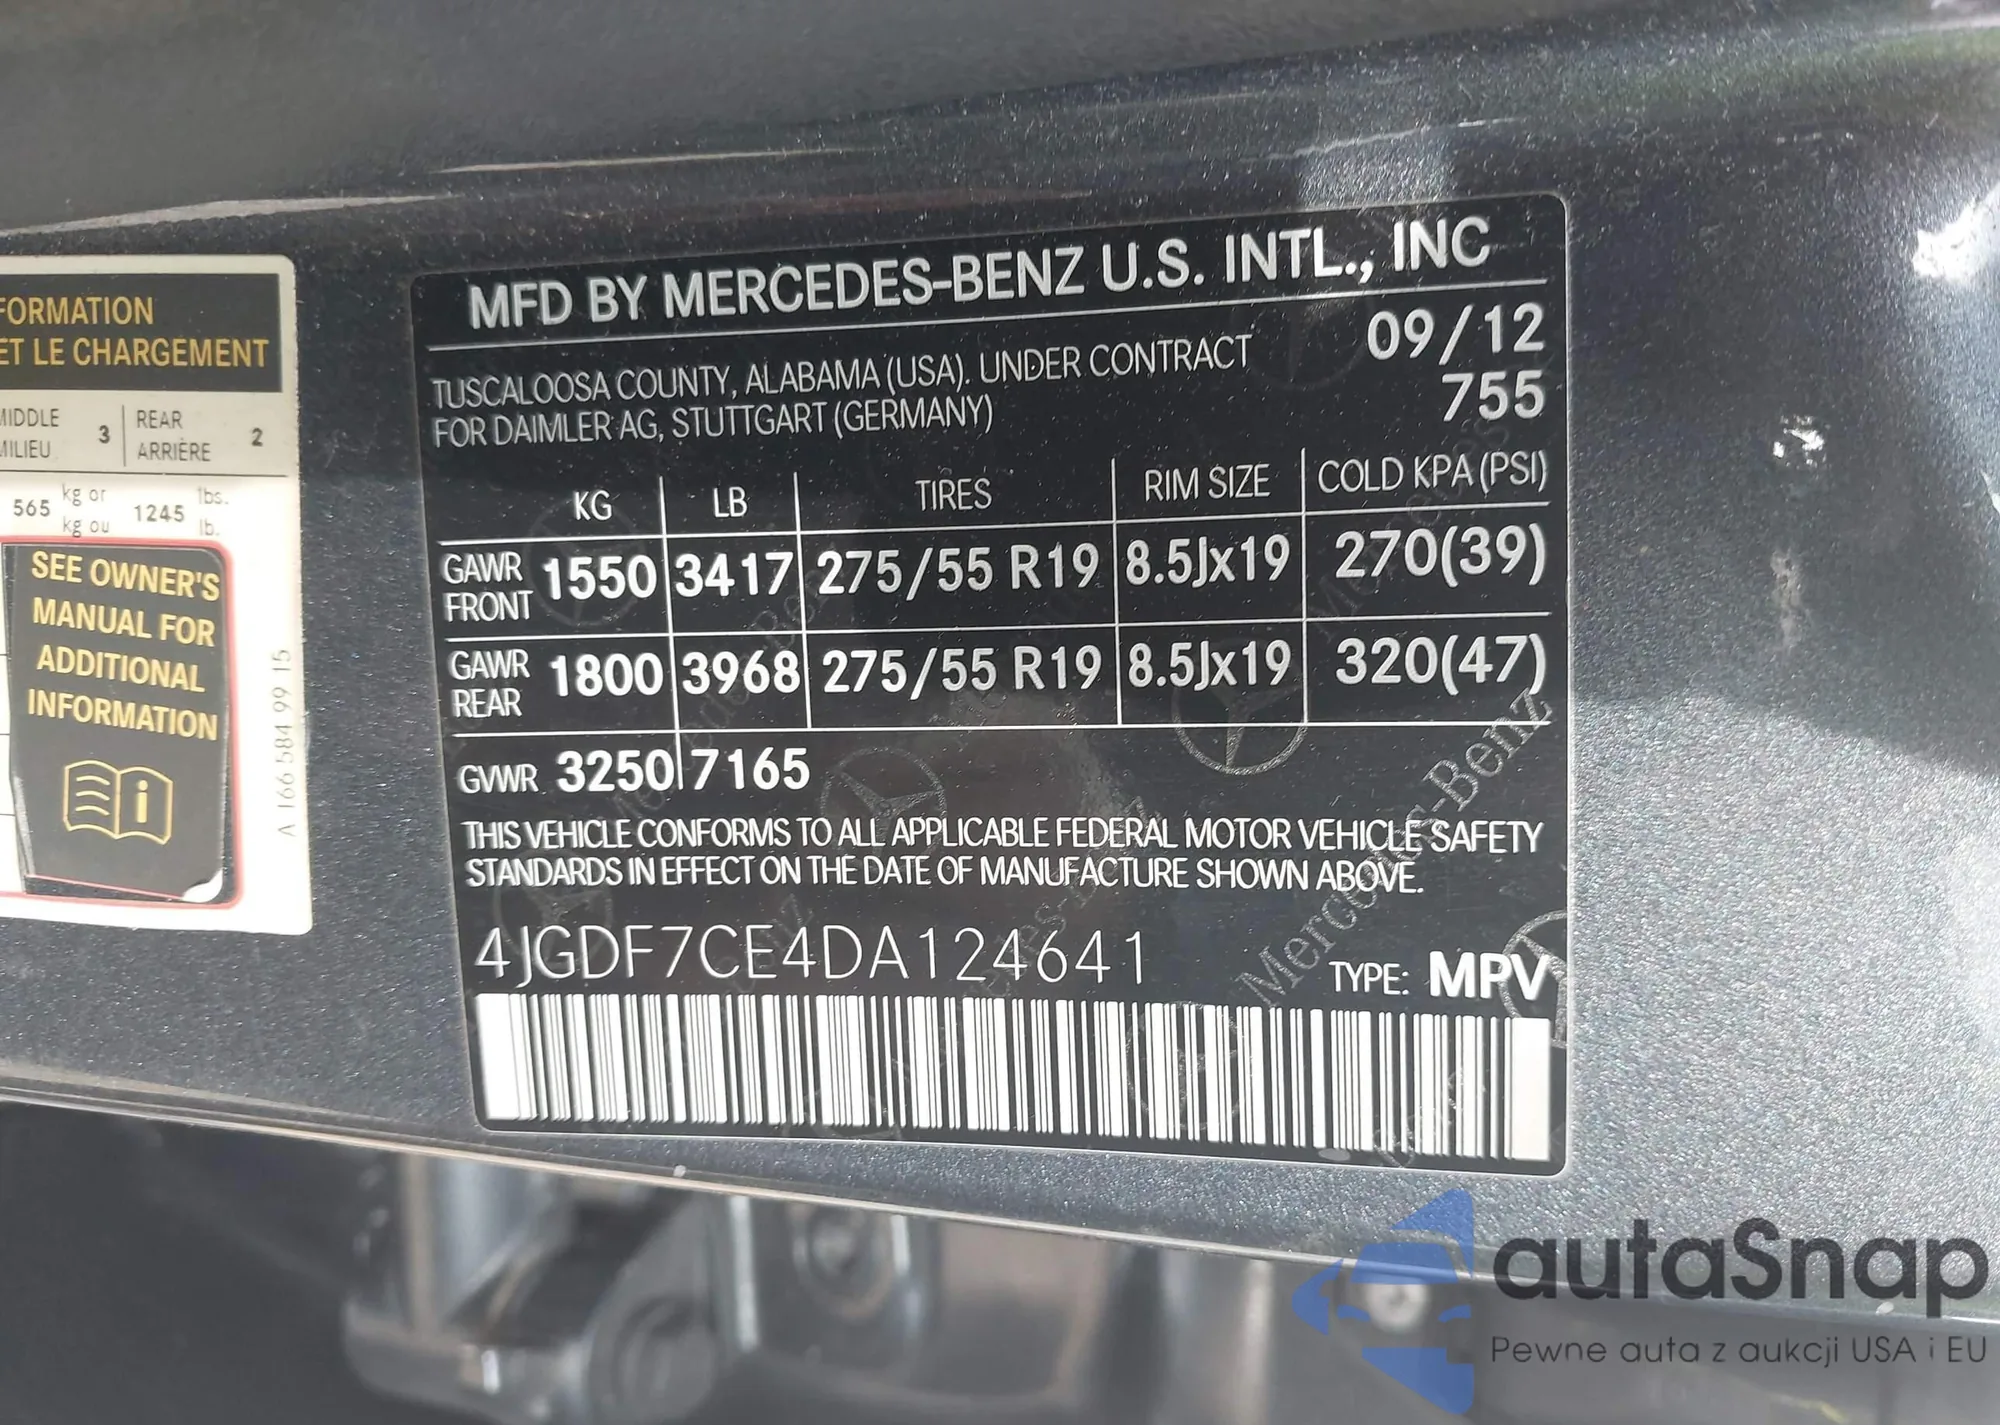 FORMATION
ET LE CHARGEMENT
MIDDLE
MILIEU
3
REAR
ARRIÈRE
2
565 kg or
kg ou
1245 lbs.
lb.
SEE OWNER'S
MANUAL FOR
ADDITIONAL
INFORMATION
A 166 584 99 15
MFD BY MERCEDES-BENZ U.S. INTL., INC
TUSCALOOSA COUNTY, ALABAMA (USA). UNDER CONTRACT
FOR DAIMLER AG, STUTTGART (GERMANY)
09/12
755
KG LB TIRES RIM SIZE COLD KPA (PSI)
GAWR
FRONT
1550 3417 275/55 R19 8.5Jx19 270(39)
GAWR
REAR
1800 3968 275/55 R19 8.5Jx19 320(47)
GVWR 3250 7165
THIS VEHICLE CONFORMS TO ALL APPLICABLE FEDERAL MOTOR VEHICLE SAFETY
STANDARDS IN EFFECT ON THE DATE OF MANUFACTURE SHOWN ABOVE.
4JGDF7CE4DA124641
TYPE: MPV
Mercedes-Benz
autaSnap
Pewne auta z aukcji USA i EU